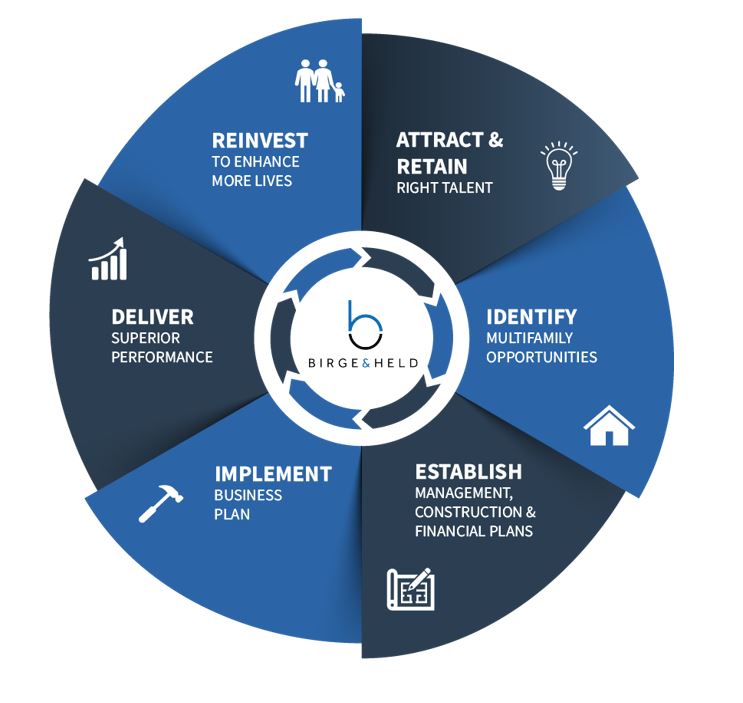 REINVEST
TO ENHANCE
MORE LIVES
ATTRACT &
RETAIN
RIGHT TALENT
IDENTIFY
MULTIFAMILY
OPPORTUNITIES
ESTABLISH
MANAGEMENT,
CONSTRUCTION &
FINANCIAL PLANS
IMPLEMENT
BUSINESS
PLAN
DELIVER
SUPERIOR
PERFORMANCE
BIRGE&HELD